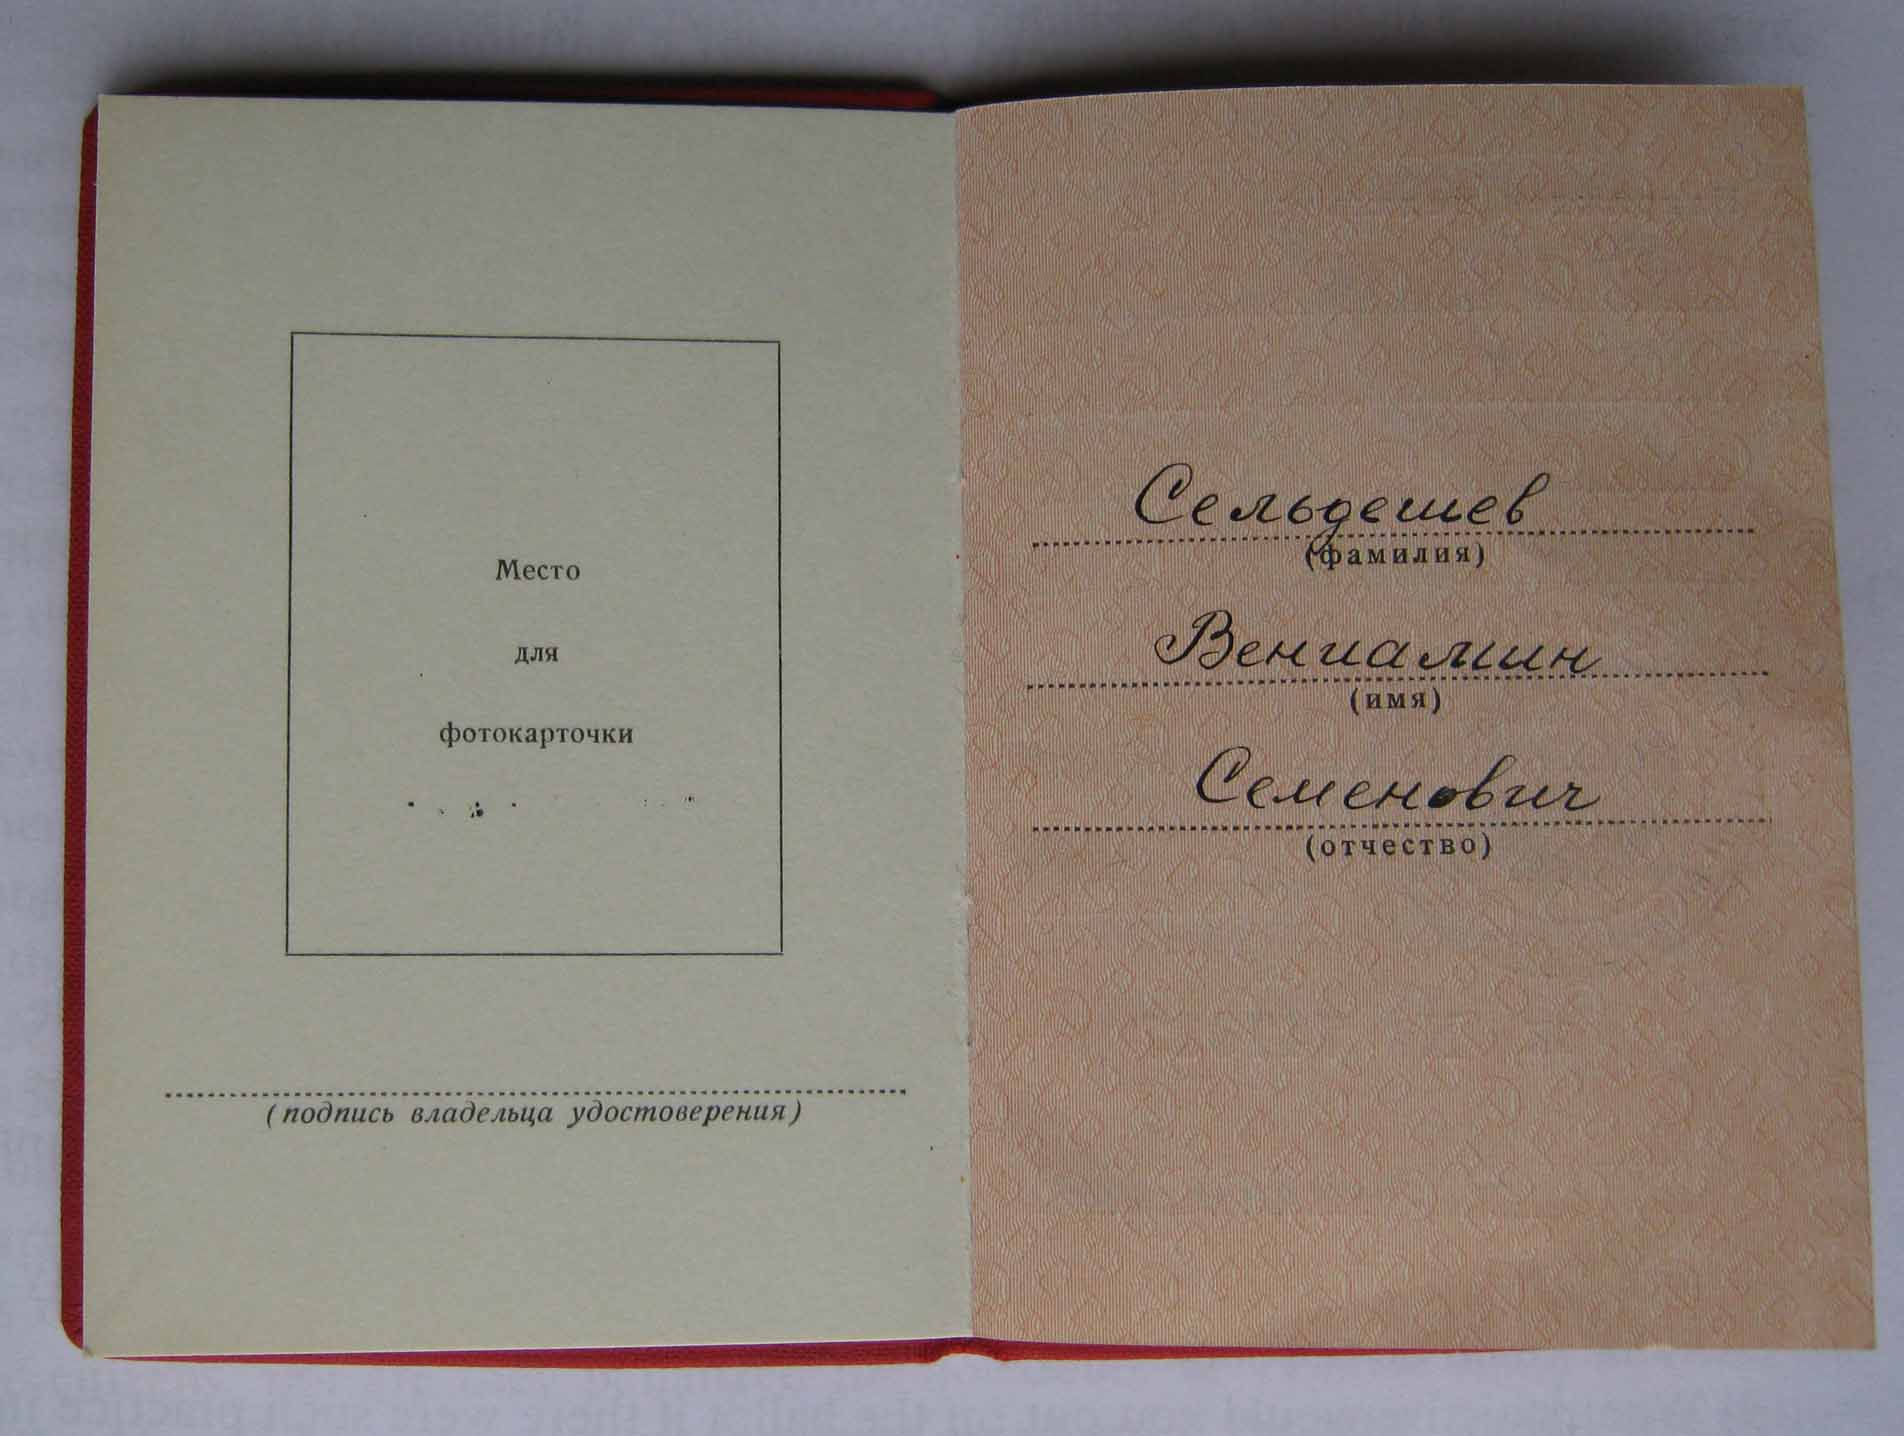 Место
для
фотокарточки
(подпись владельца удостоверения)
Сельдешев
(фамилия)
Вениамин
(имя)
Семенович
(отчество)